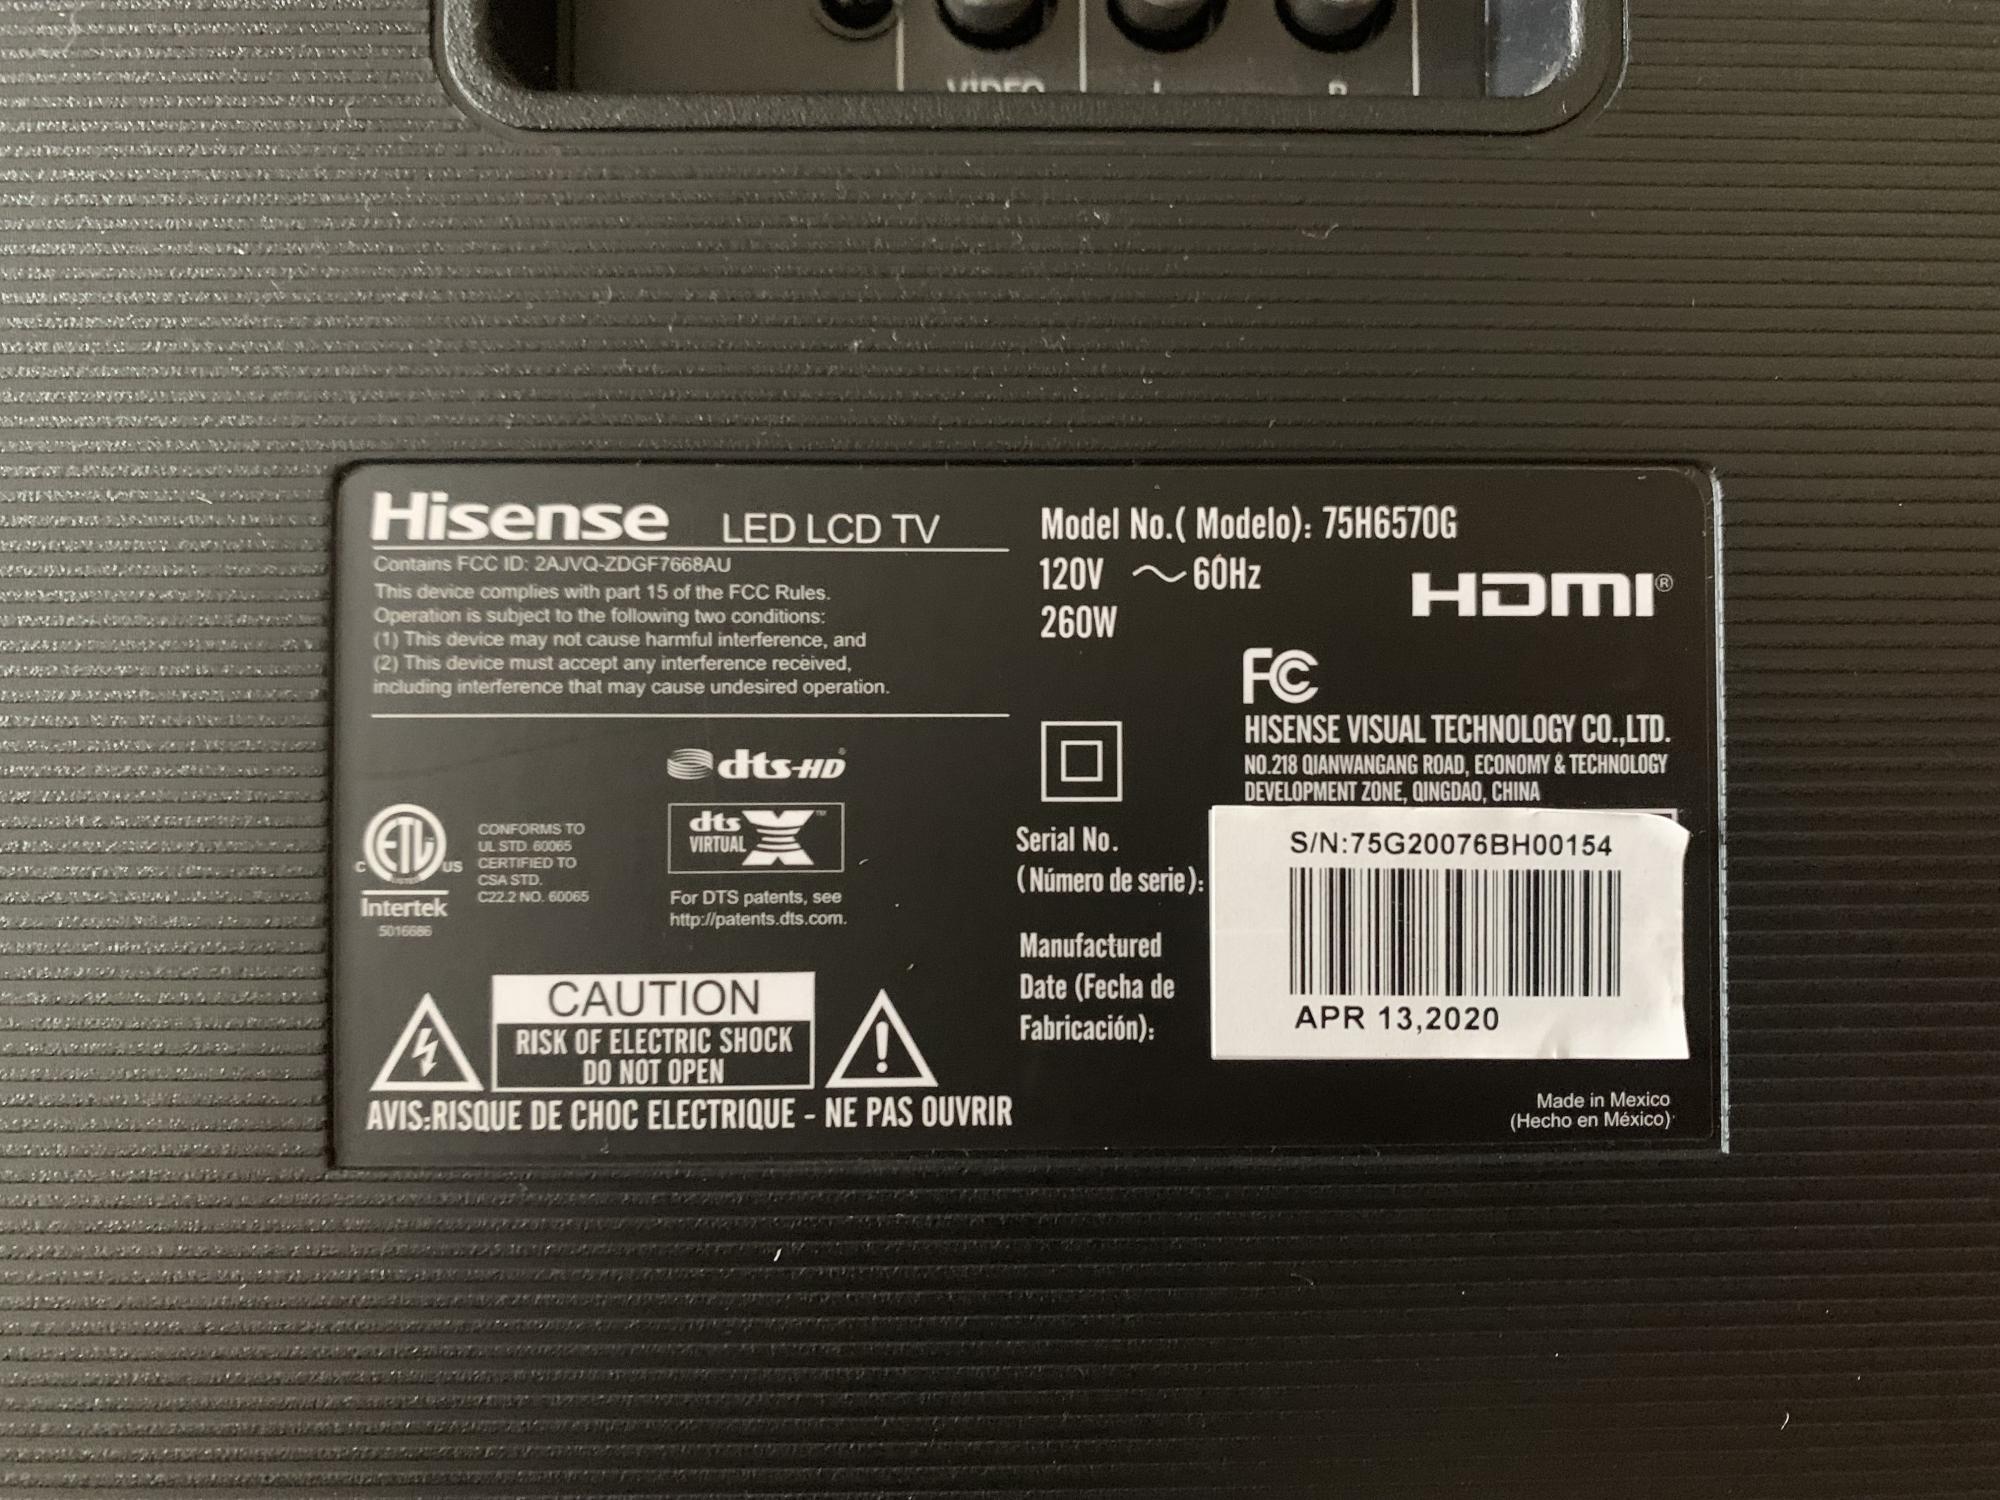 VIDEO
L
R
Hisense LED LCD TV
Contains FCC ID: 2AJVQ-ZDGF7668AU
This device complies with part 15 of the FCC Rules.
Operation is subject to the following two conditions:
(1) This device may not cause harmful interference, and
(2) This device must accept any interference received,
including interference that may cause undesired operation.
dts-HD®
dts X™
VIRTUAL
For DTS patents, see
http://patents.dts.com.
C ETL US
LISTED
Intertek
5016686
CONFORMS TO
UL STD. 60065
CERTIFIED TO
CSA STD.
C22.2 NO. 60065
CAUTION
RISK OF ELECTRIC SHOCK
DO NOT OPEN
AVIS:RISQUE DE CHOC ELECTRIQUE - NE PAS OUVRIR
Model No.( Modelo): 75H6570G
120V ～ 60Hz
260W
HDMI®
FC
HISENSE VISUAL TECHNOLOGY CO.,LTD.
NO.218 QIANWANGANG ROAD, ECONOMY & TECHNOLOGY
DEVELOPMENT ZONE, QINGDAO, CHINA
Serial No.
(Número de serie):
S/N:75G20076BH00154
Manufactured
Date (Fecha de
Fabricación):
APR 13,2020
Made in Mexico
(Hecho en México)